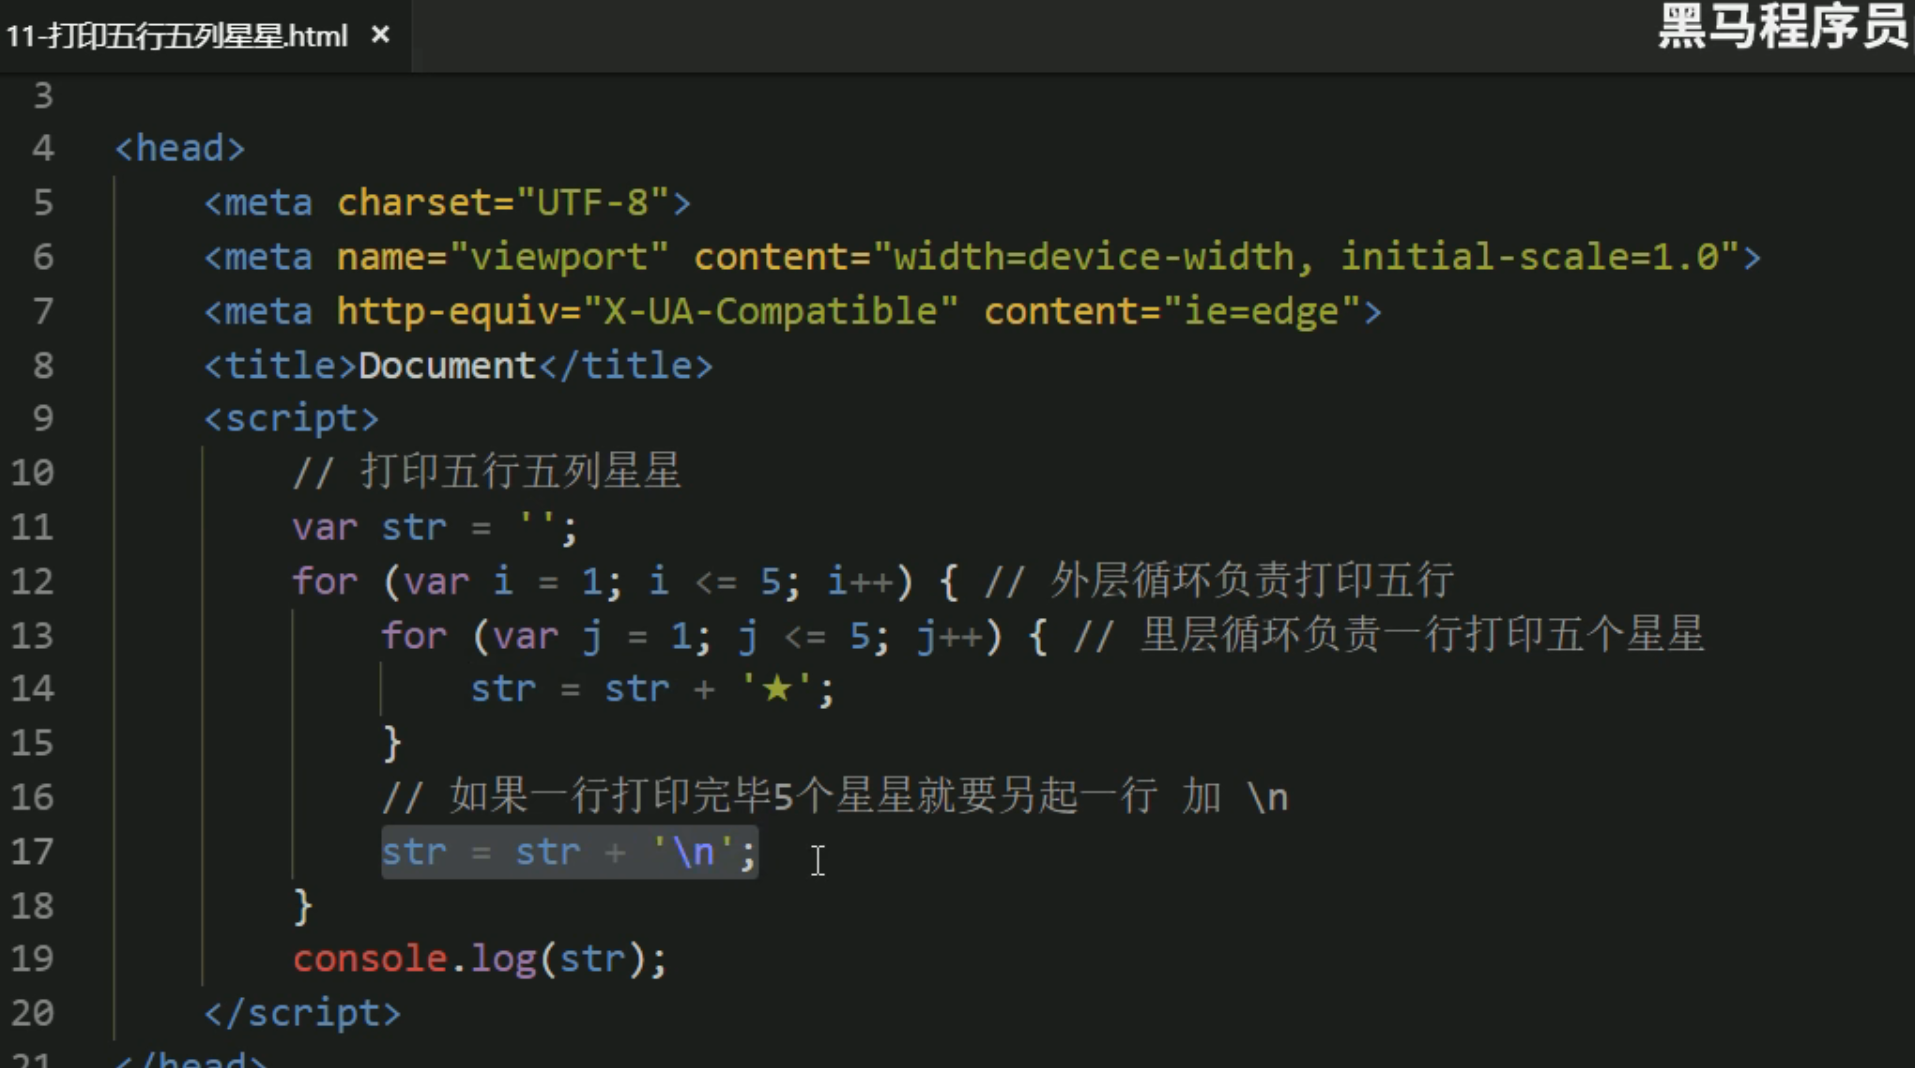 11-打印五行五列星星.html ×
黑马程序员
3
4 <head>
5 <meta charset="UTF-8">
6 <meta name="viewport" content="width=device-width, initial-scale=1.0">
7 <meta http-equiv="X-UA-Compatible" content="ie=edge">
8 <title>Document</title>
9 <script>
10 // 打印五行五列星星
11 var str = '';
12 for (var i = 1; i <= 5; i++) { // 外层循环负责打印五行
13 for (var j = 1; j <= 5; j++) { // 里层循环负责一行打印五个星星
14 str = str + '★';
15 }
16 // 如果一行打印完毕5个星星就要另起一行 加 \n
17 str = str + '\n';
18 }
19 console.log(str);
20 </script>
21 </head>